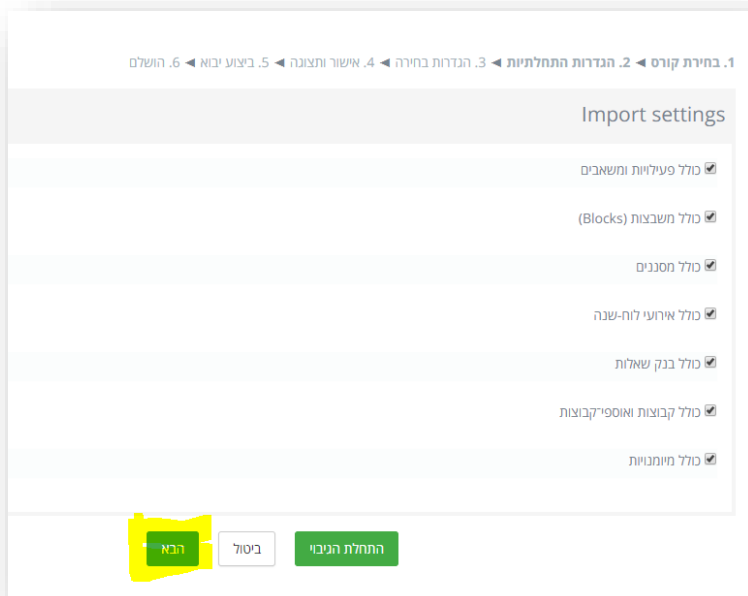 1. בחירת קורס ◄ 2. הגדרות התחלתיות ◄ 3. הגדרות בחירה ◄ 4. אישור ותצוגה ◄ 5. ביצוע יבוא ◄ 6. הושלם
Import settings
כולל פעילויות ומשאבים
כולל משבצות (Blocks)
כולל מסננים
כולל אירועי לוח-שנה
כולל בנק שאלות
כולל קבוצות ואוספי־קבוצות
כולל מיומנויות
התחלת הגיבוי ביטול הבא